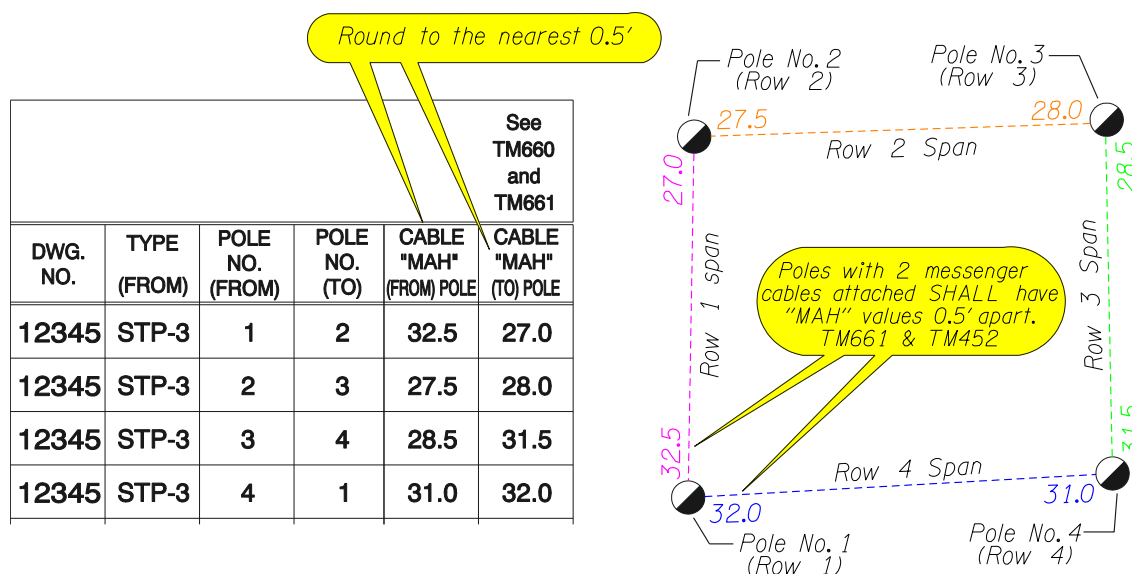 Round to the nearest 0.5'
See
TM660
and
TM661
DWG.
NO.
TYPE
(FROM)
POLE
NO.
(FROM)
POLE
NO.
(TO)
CABLE
"MAH"
(FROM) POLE
CABLE
"MAH"
(TO) POLE
12345 STP-3 1 2 32.5 27.0
12345 STP-3 2 3 27.5 28.0
12345 STP-3 3 4 28.5 31.5
12345 STP-3 4 1 31.0 32.0
Pole No.2
(Row 2)
Pole No.3
(Row 3)
27.5
28.0
Row 2 Span
27.0
28.5
Row 1 span
Row 3 Span
Poles with 2 messenger
cables attached SHALL have
"MAH" values 0.5' apart.
TM661 & TM452
32.5
31.5
Row 4 Span
32.0
31.0
Pole No.1
(Row 1)
Pole No.4
(Row 4)